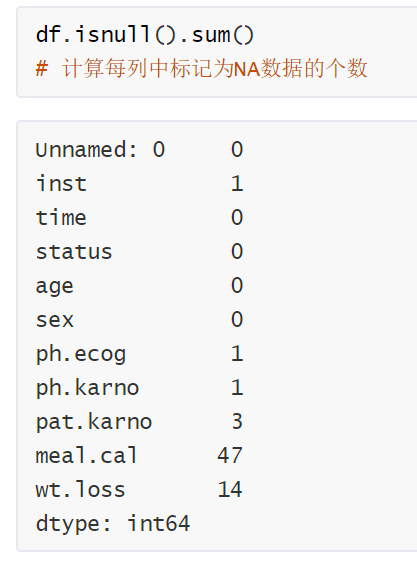 df.isnull().sum()
# 计算每列中标记为NA数据的个数
Unnamed: 0     0
inst           1
time           0
status         0
age            0
sex            0
ph.ecog        1
ph.karno       1
pat.karno      3
meal.cal      47
wt.loss       14
dtype: int64